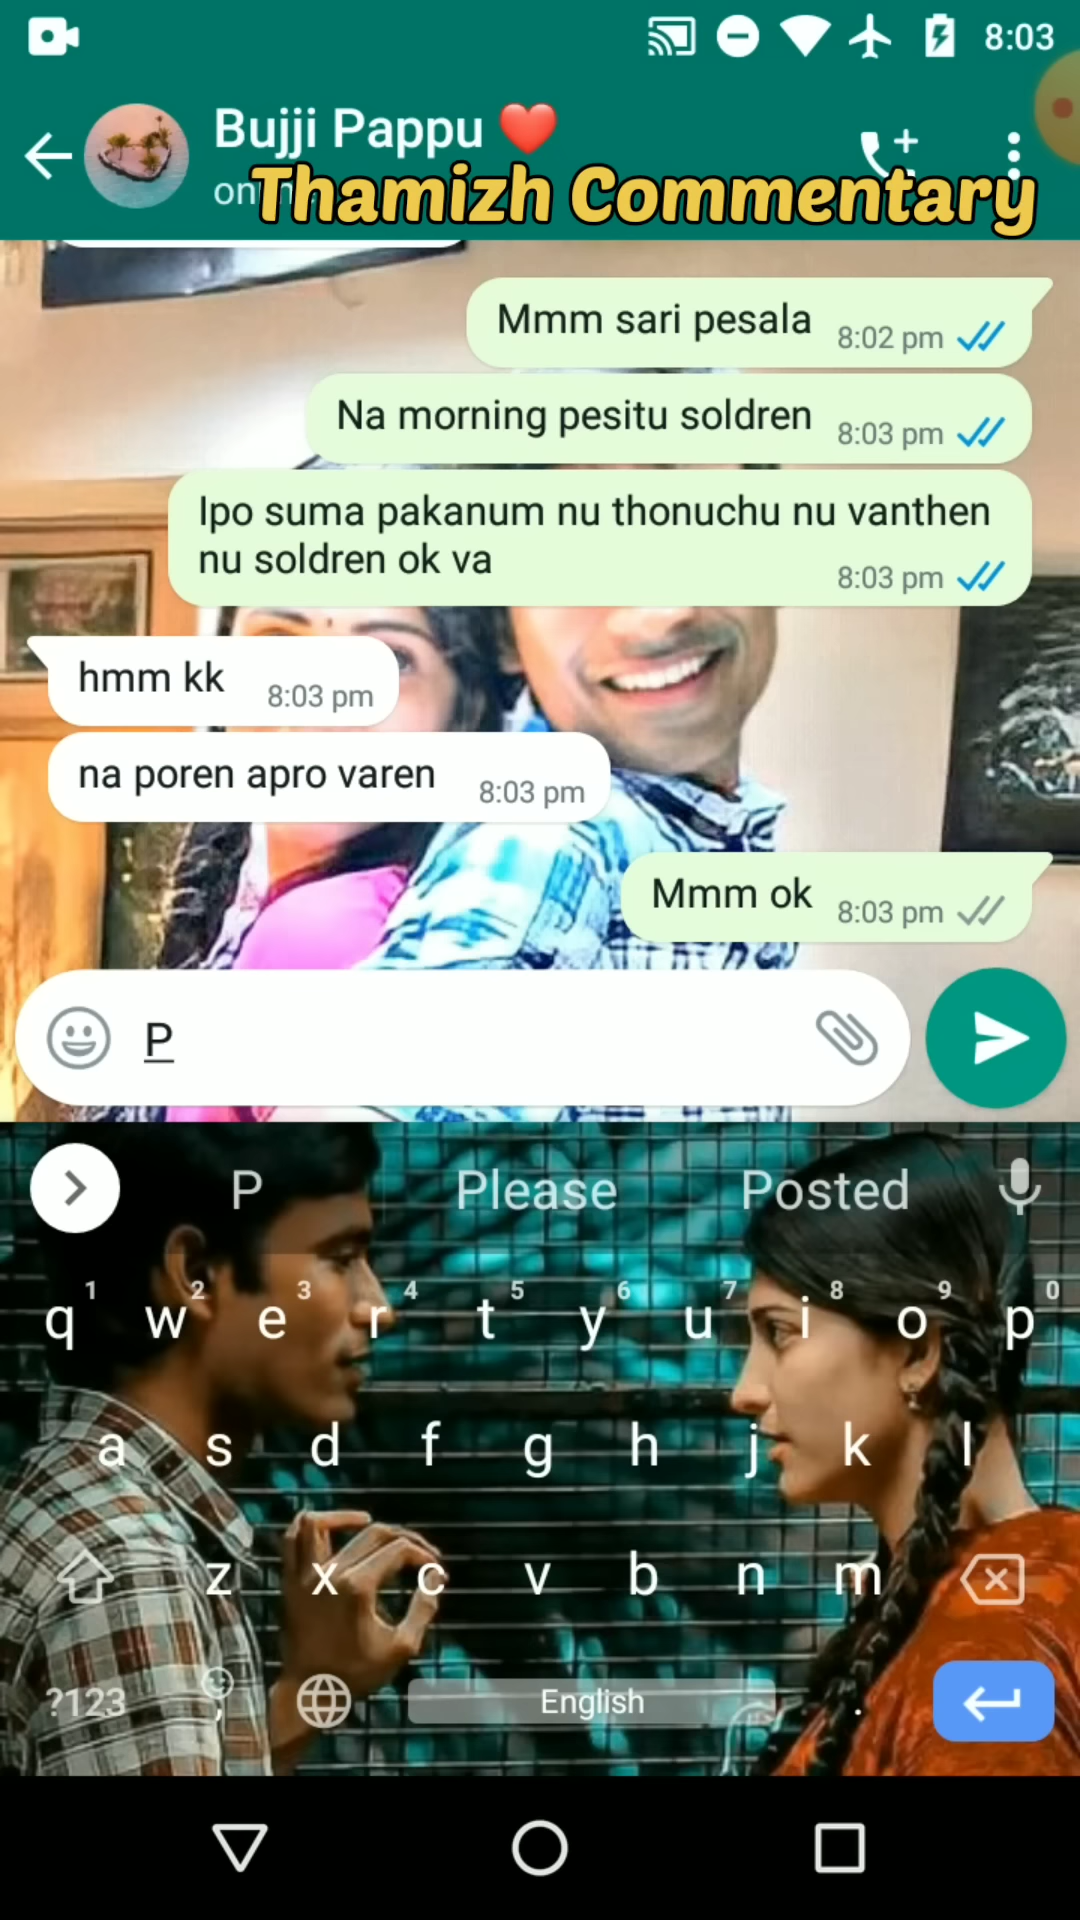 8:03
Bujji Pappu
Thamizh Commentary
Mmm sari pesala 8:02 pm
Na morning pesitu soldren 8:03 pm
Ipo suma pakanum nu thonuchu nu vanthen
nu soldren ok va 8:03 pm
hmm kk 8:03 pm
na poren apro varen 8:03 pm
Mmm ok 8:03 pm
P
P Please Posted
1 2 3 4 5 6 7 8 9 0
q w e r t y u i o p
a s d f g h j k l
z x c v b n m
?123 , English .